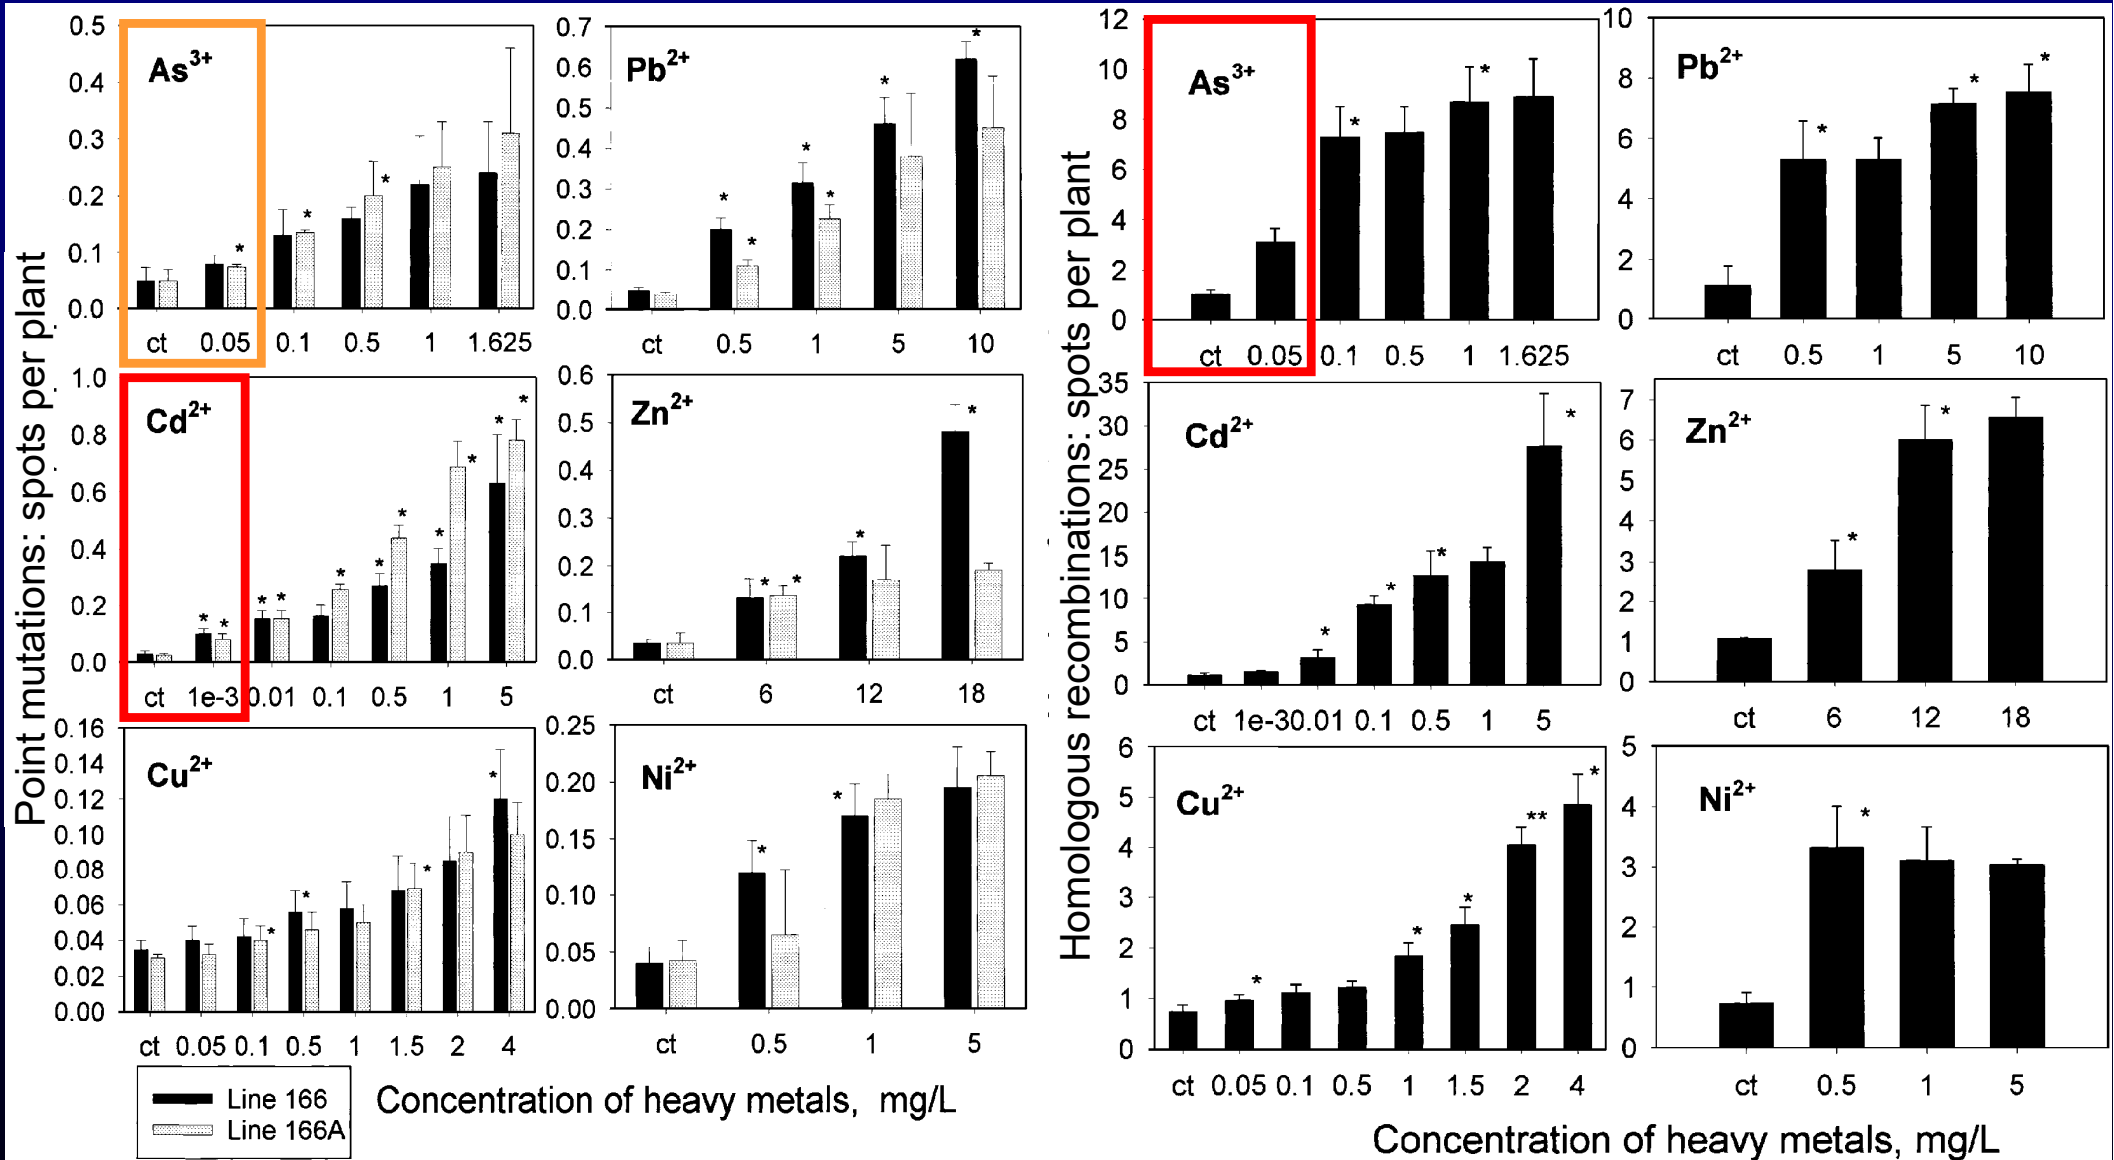 Point mutations: spots per plant
As3+
0.5
0.4
0.3
0.2
0.1
0.0
ct 0.05 0.1 0.5 1 1.625
*
*
*
Pb2+
0.7
0.6
0.5
0.4
0.3
0.2
0.1
0.0
ct 0.5 1 5 10
* * * * * *
Cd2+
1.0
0.8
0.6
0.4
0.2
0.0
ct 1e-3 0.01 0.1 0.5 1 5
* * * * * * * * * * *
Zn2+
0.6
0.5
0.4
0.3
0.2
0.1
0.0
ct 6 12 18
* * * *
Cu2+
0.16
0.14
0.12
0.10
0.08
0.06
0.04
0.02
0.00
ct 0.05 0.1 0.5 1 1.5 2 4
* * * *
Ni2+
0.25
0.20
0.15
0.10
0.05
0.00
ct 0.5 1 5
* *
Line 166
Line 166A
Concentration of heavy metals, mg/L
Homologous recombinations: spots per plant
As3+
12
10
8
6
4
2
0
ct 0.05 0.1 0.5 1 1.625
* *
Pb2+
10
8
6
4
2
0
ct 0.5 1 5 10
* * *
Cd2+
35
30
25
20
15
10
5
0
ct 1e-3 0.01 0.1 0.5 1 5
* * * *
Zn2+
7
6
5
4
3
2
1
0
ct 6 12 18
* *
Cu2+
6
5
4
3
2
1
0
ct 0.05 0.1 0.5 1 1.5 2 4
* * * ** *
Ni2+
5
4
3
2
1
0
ct 0.5 1 5
*
Concentration of heavy metals, mg/L